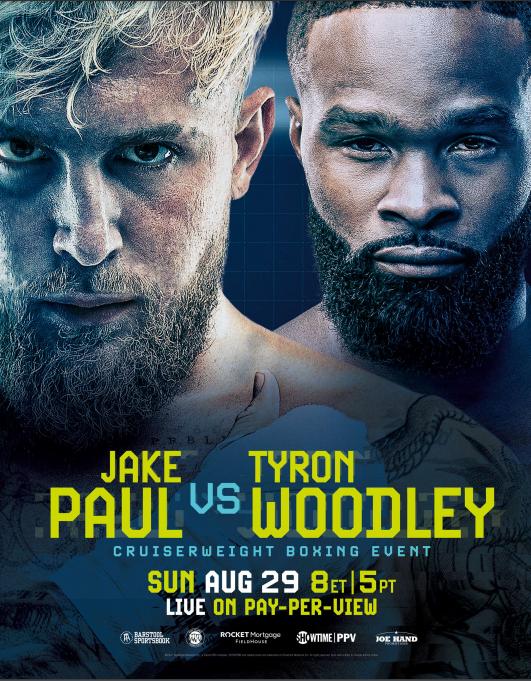 JAKE
PAUL
VS
TYRON
WOODLEY
CRUISERWEIGHT BOXING EVENT
SUN AUG 29 8ET|5PT
LIVE ON PAY-PER-VIEW
BARSTOOL SPORTSBOOK
ROCKET Mortgage FIELDHOUSE
SHOWTIME PPV
JOE HAND PROMOTIONS